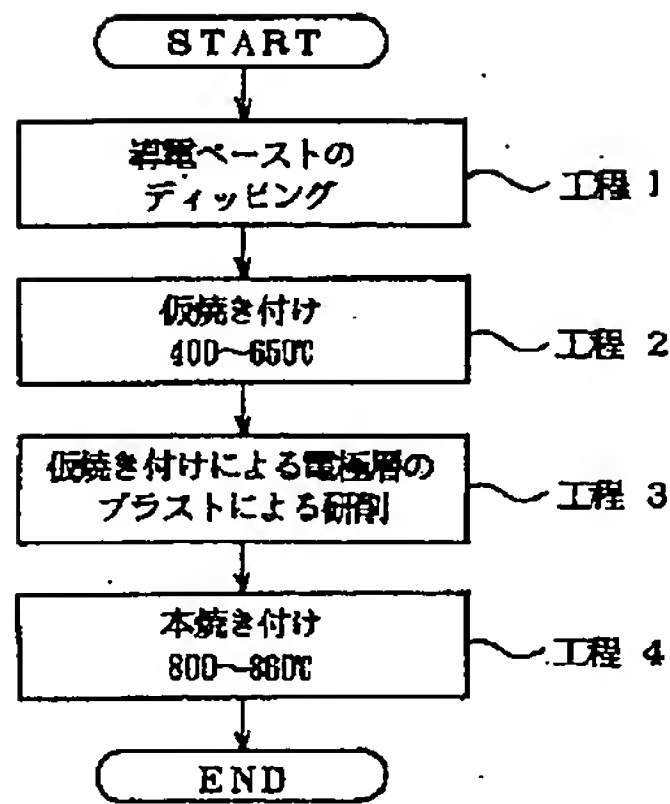 START
導電ペーストの
ディッピング
工程 1
仮焼き付け
400〜650℃
工程 2
仮焼き付けによる電極層の
ブラストによる研削
工程 3
本焼き付け
800〜860℃
工程 4
END